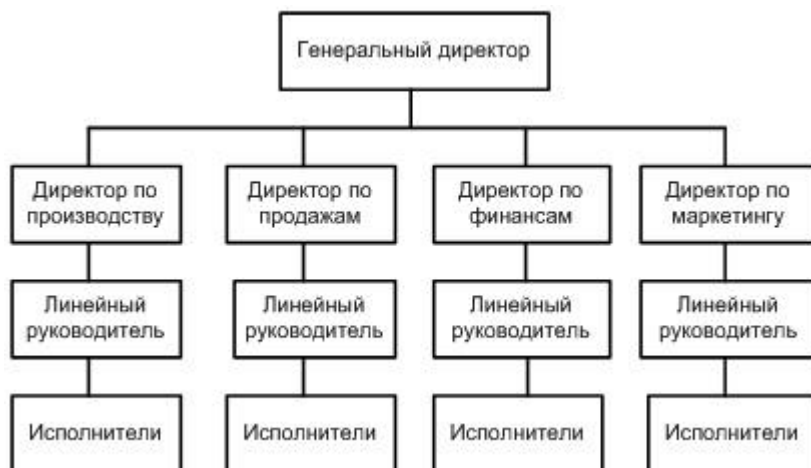 Генеральный директор
Директор по
производству
Директор по
продажам
Директор по
финансам
Директор по
маркетингу
Линейный
руководитель
Линейный
руководитель
Линейный
руководитель
Линейный
руководитель
Исполнители
Исполнители
Исполнители
Исполнители